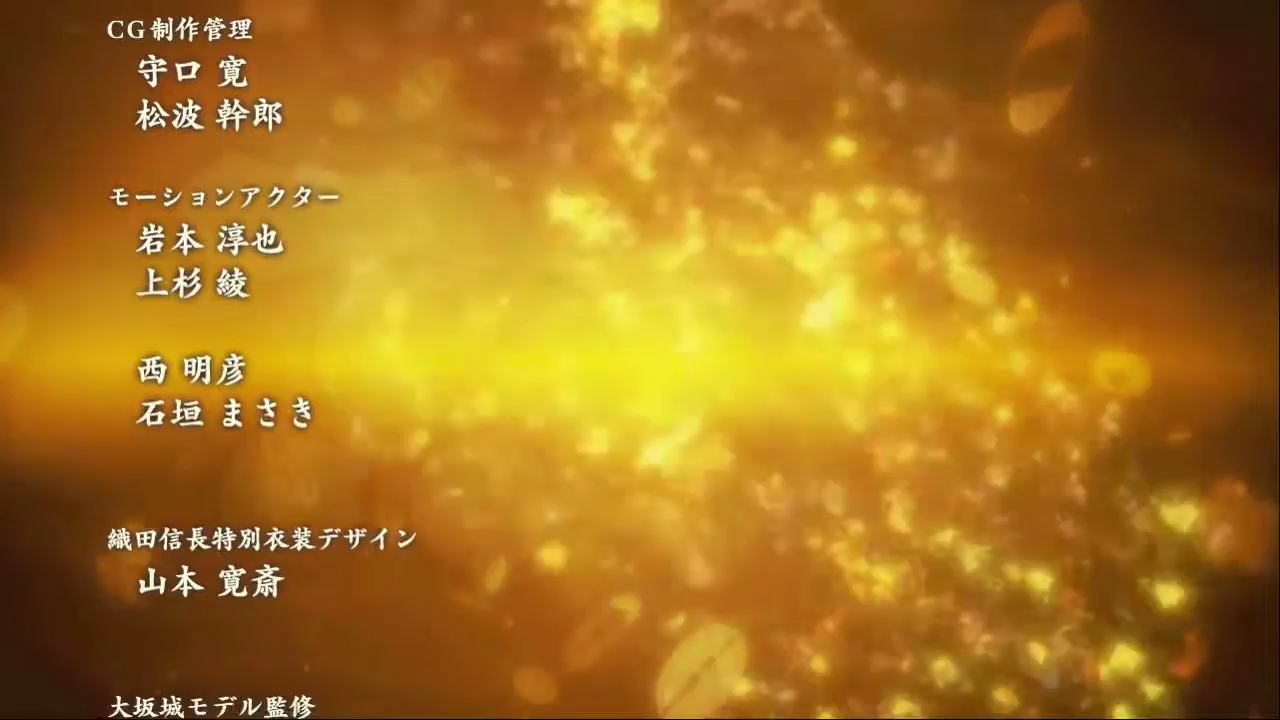 CG制作管理
守口 寛
松波 幹郎
モーションアクター
岩本 淳也
上杉 綾
西 明彦
石垣 まさき
織田信長特別衣装デザイン
山本 寛斎
大坂城モデル監修